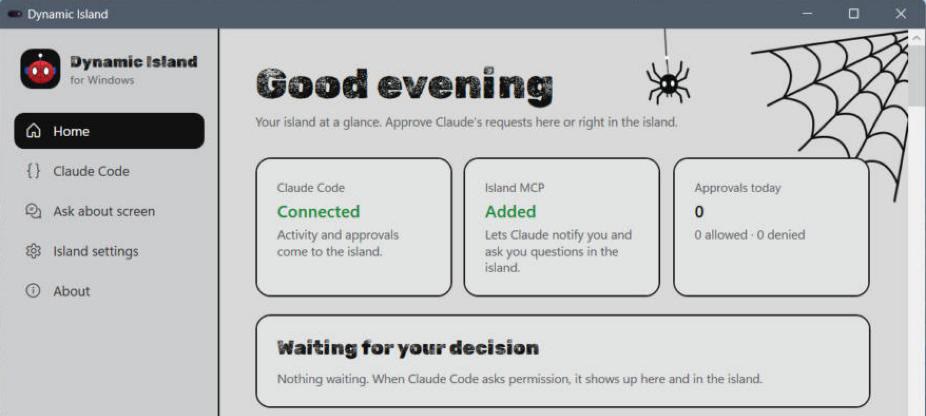 Dynamic Island
Dynamic Island
for Windows
Home
Claude Code
Ask about screen
Island settings
About
Good evening
Your island at a glance. Approve Claude's requests here or right in the island.
Claude Code
Connected
Activity and approvals
come to the island.
Island MCP
Added
Lets Claude notify you and
ask you questions in the
island.
Approvals today
0
0 allowed · 0 denied
Waiting for your decision
Nothing waiting. When Claude Code asks permission, it shows up here and in the island.